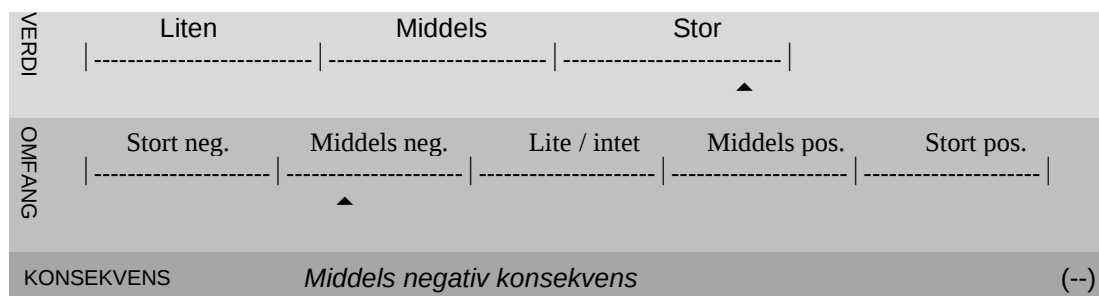 VERDI
Liten Middels Stor
|--------------------------|--------------------------|--------------------------|
▲
OMFANG
Stort neg. Middels neg. Lite / intet Middels pos. Stort pos.
|---------------------|---------------------|---------------------|---------------------|---------------------|
▲
KONSEKVENS Middels negativ konsekvens (--)